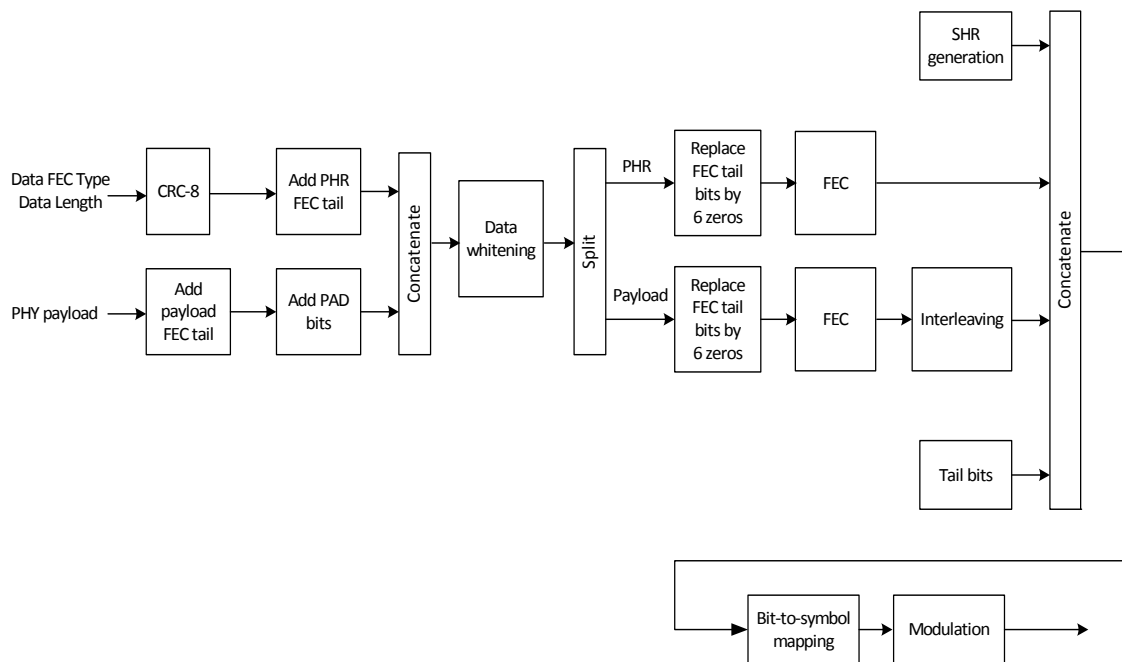 SHR
generation
Data FEC Type
Data Length
CRC-8
Add PHR
FEC tail
Concatenate
Data
whitening
Split
PHR
Replace
FEC tail
bits by
6 zeros
FEC
Concatenate
PHY payload
Add
payload
FEC tail
Add PAD
bits
Payload
Replace
FEC tail
bits by
6 zeros
FEC
Interleaving
Tail bits
Bit-to-symbol
mapping
Modulation